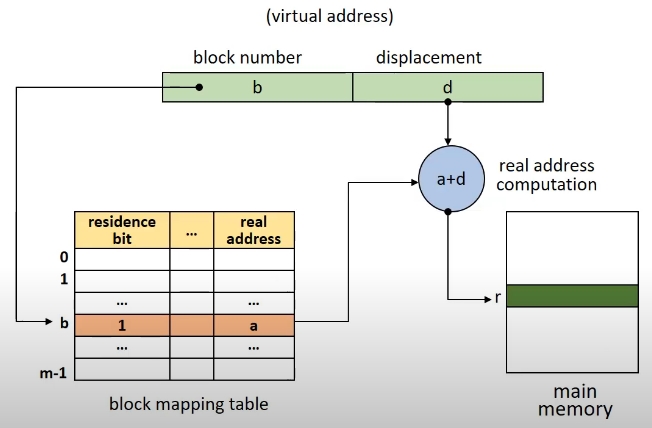 (virtual address)
block number
displacement
b
d
a+d
real address
computation
residence
bit
...
real
address
0
1
...
...
b
1
a
...
...
m-1
r
block mapping table
main
memory